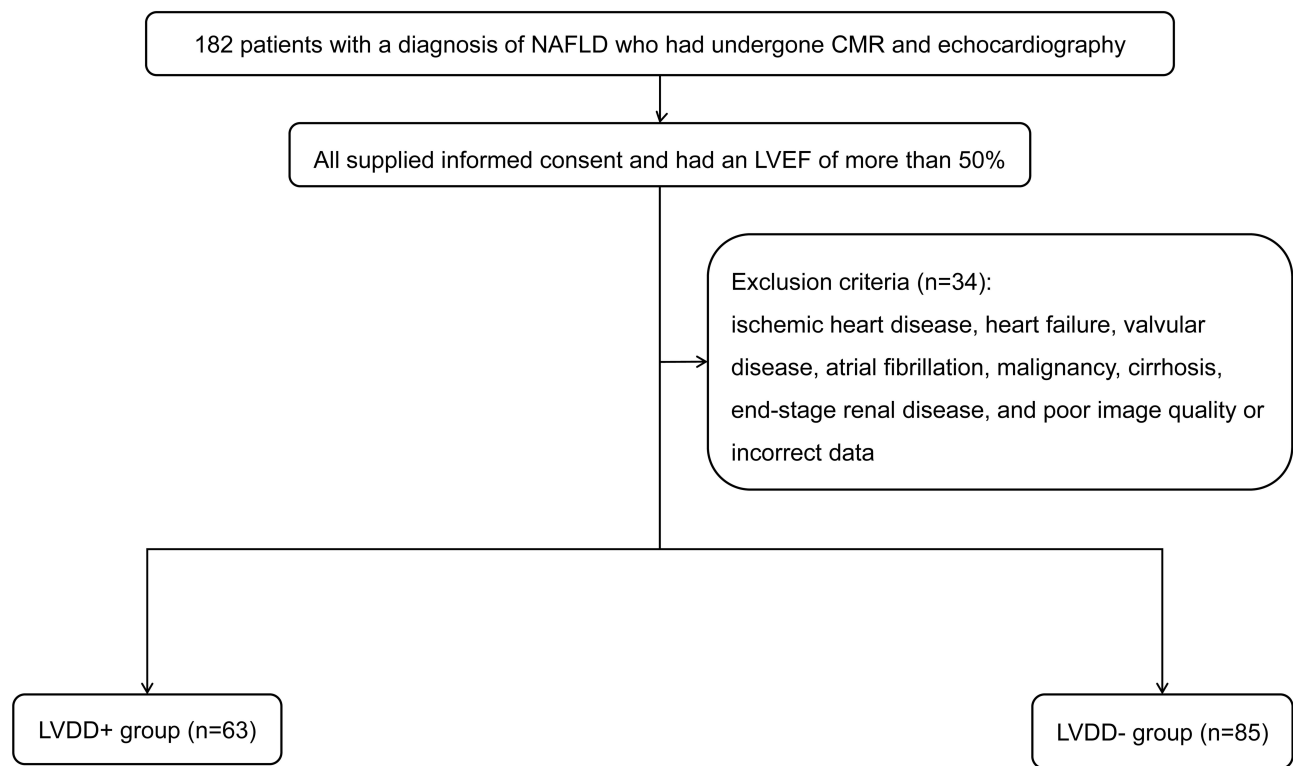 182 patients with a diagnosis of NAFLD who had undergone CMR and echocardiography
All supplied informed consent and had an LVEF of more than 50%
Exclusion criteria (n=34):
ischemic heart disease, heart failure, valvular
disease, atrial fibrillation, malignancy, cirrhosis,
end-stage renal disease, and poor image quality or
incorrect data
LVDD+ group (n=63)
LVDD- group (n=85)